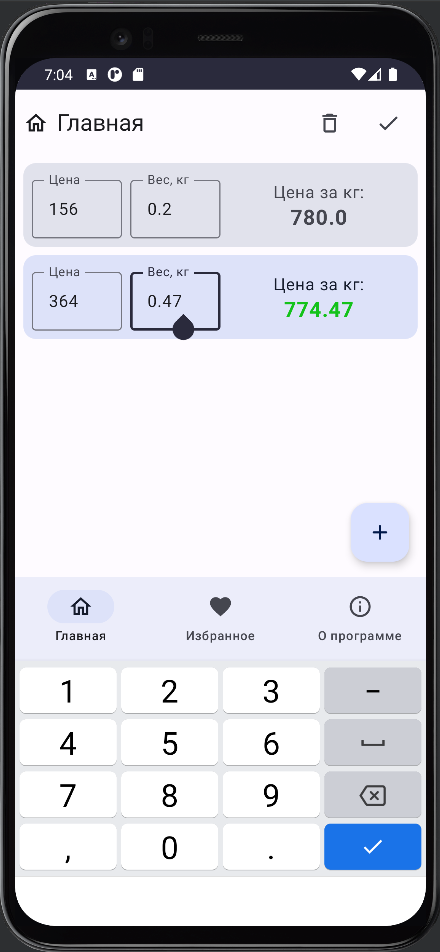 7:04
Главная
Цена
Вес, кг
Цена за кг:
156
0.2
780.0
Цена
Вес, кг
Цена за кг:
364
0.47
774.47
+
Главная
Избранное
О программе
1 2 3 –
4 5 6
7 8 9
, 0 .